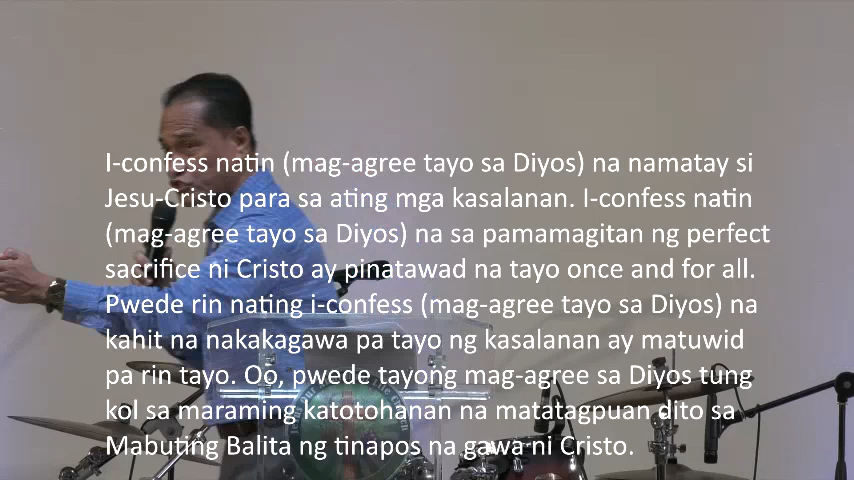 I-confess natin (mag-agree tayo sa Diyos) na namatay si
Jesu-Cristo para sa ating mga kasalanan. I-confess natin
(mag-agree tayo sa Diyos) na sa pamamagitan ng perfect
sacrifice ni Cristo ay pinatawad na tayo once and for all.
Pwede rin nating i-confess (mag-agree tayo sa Diyos) na
kahit na nakakagawa pa tayo ng kasalanan ay matuwid
pa rin tayo. Oo, pwede tayong mag-agree sa Diyos tung
kol sa maraming katotohanan na matatagpuan dito sa
Mabuting Balita ng tinapos na gawa ni Cristo.